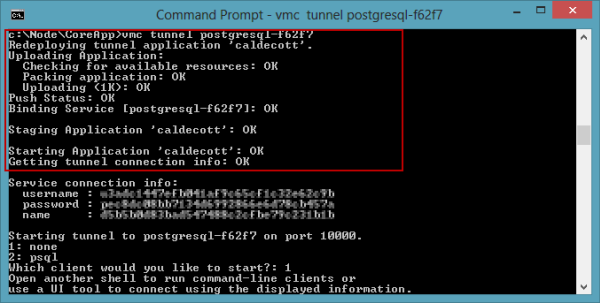 Command Prompt - vmc tunnel postgresql-f62f7
c:\Node\CoreApp>vmc tunnel postgresql-f62f7
Redeploying tunnel application 'caldecott'.
Uploading Application:
Checking for available resources: OK
Packing application: OK
Uploading (1K): OK
Push Status: OK
Binding Service [postgresql-f62f7]: OK
Staging Application 'caldecott': OK
Starting Application 'caldecott': OK
Getting tunnel connection info: OK
Service connection info:
username :
password :
name :
Starting tunnel to postgresql-f62f7 on port 10000.
1: none
2: psql
Which client would you like to start?: 1
Open another shell to run command-line clients or
use a UI tool to connect using the displayed information.